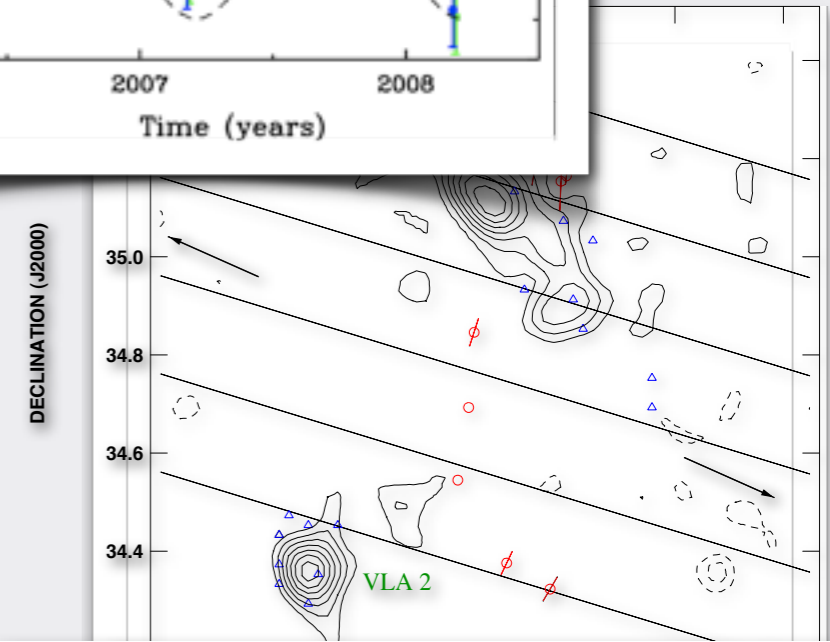 2007 2008
Time (years)
DECLINATION (J2000)
35.0
34.8
34.6
34.4
VLA 2